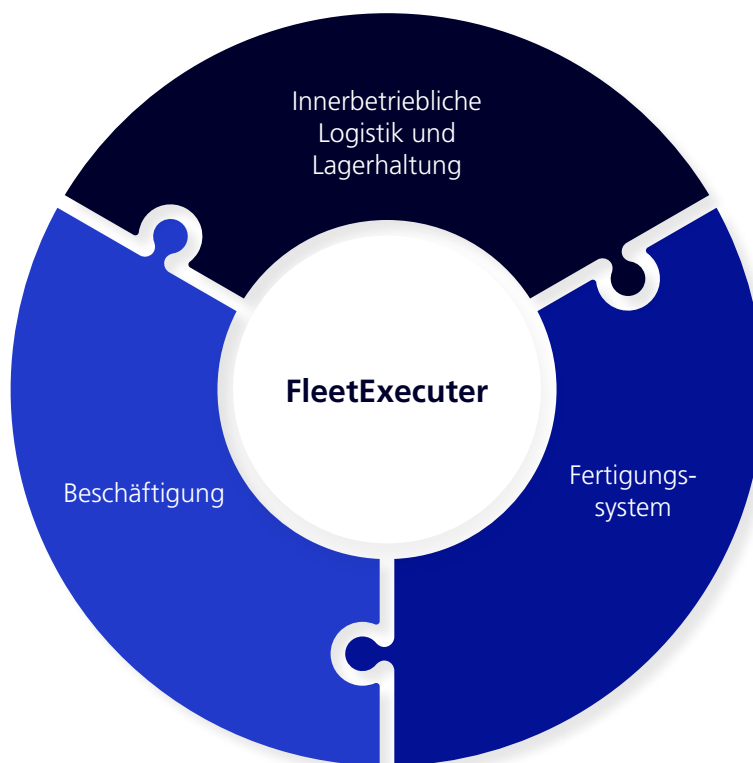 Innerbetriebliche
Logistik und
Lagerhaltung
FleetExecuter
Beschäftigung
Fertigungs-
system